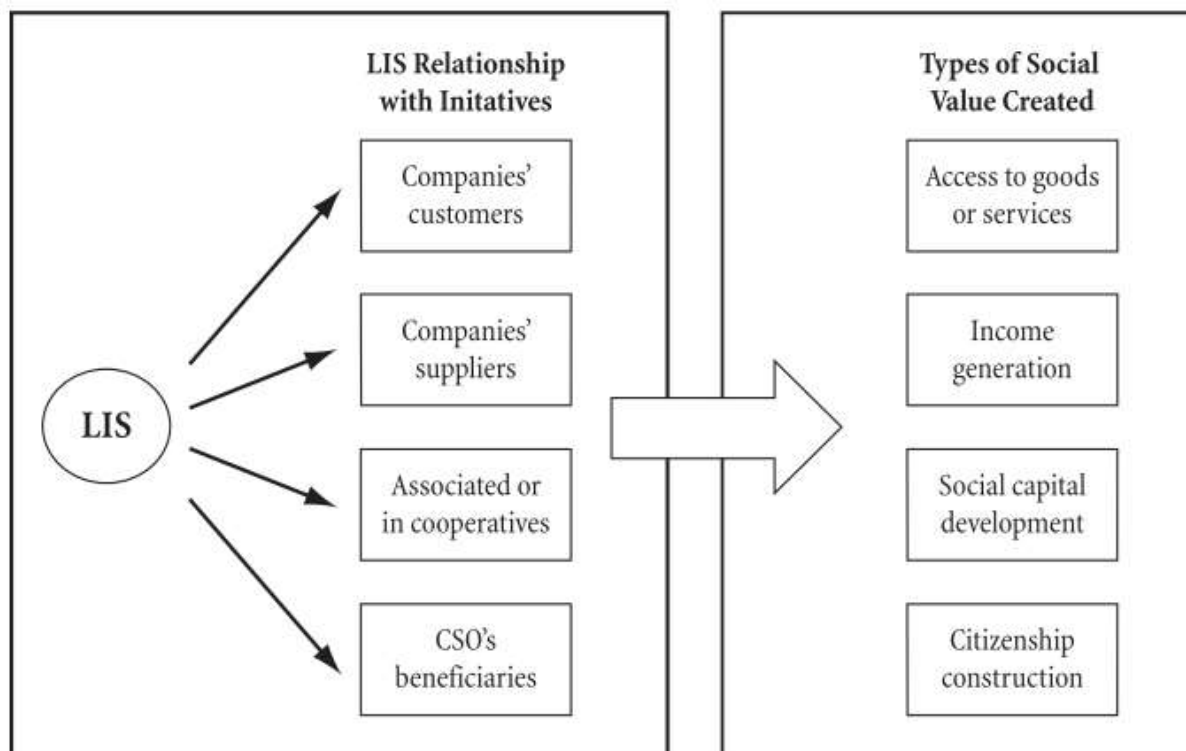 LIS Relationship
with Initatives
Companies’
customers
Companies’
suppliers
LIS
Associated or
in cooperatives
CSO’s
beneficiaries
Types of Social
Value Created
Access to goods
or services
Income
generation
Social capital
development
Citizenship
construction